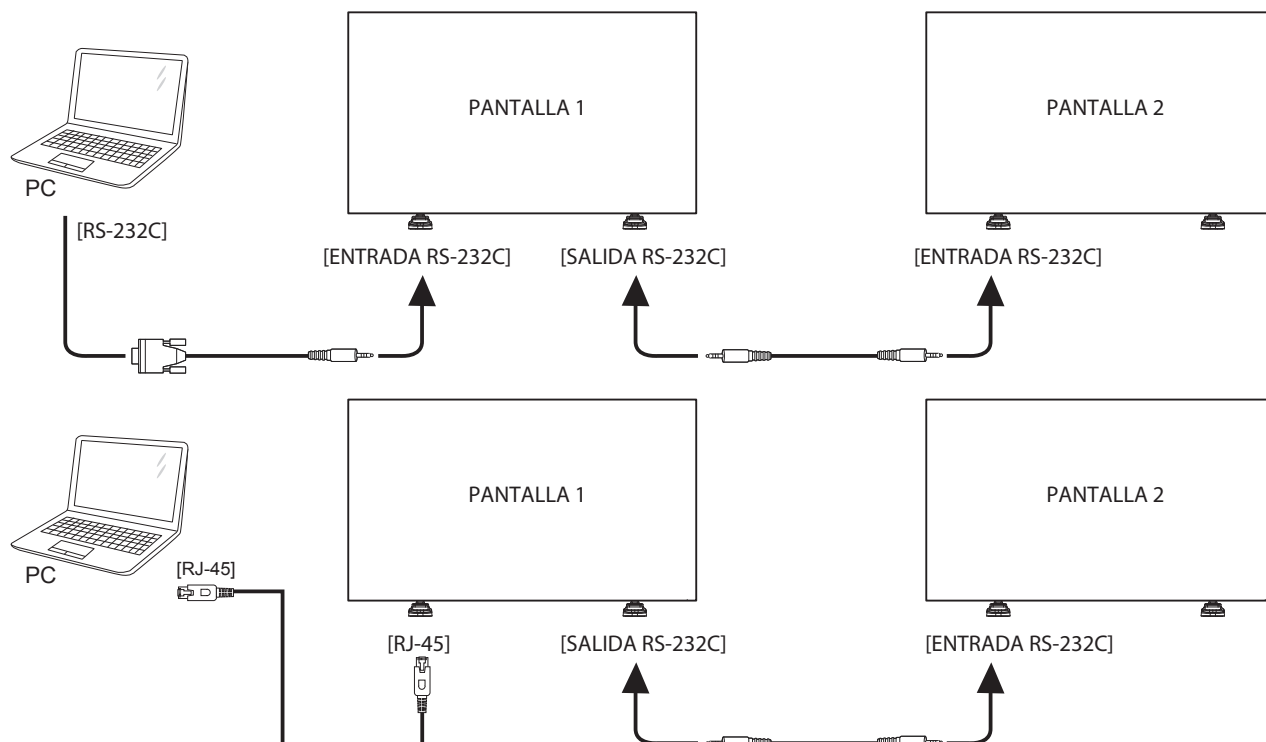 PANTALLA 1
PANTALLA 2
PC
[RS-232C]
[ENTRADA RS-232C]
[SALIDA RS-232C]
[ENTRADA RS-232C]
PANTALLA 1
PANTALLA 2
PC
[RJ-45]
[RJ-45]
[SALIDA RS-232C]
[ENTRADA RS-232C]